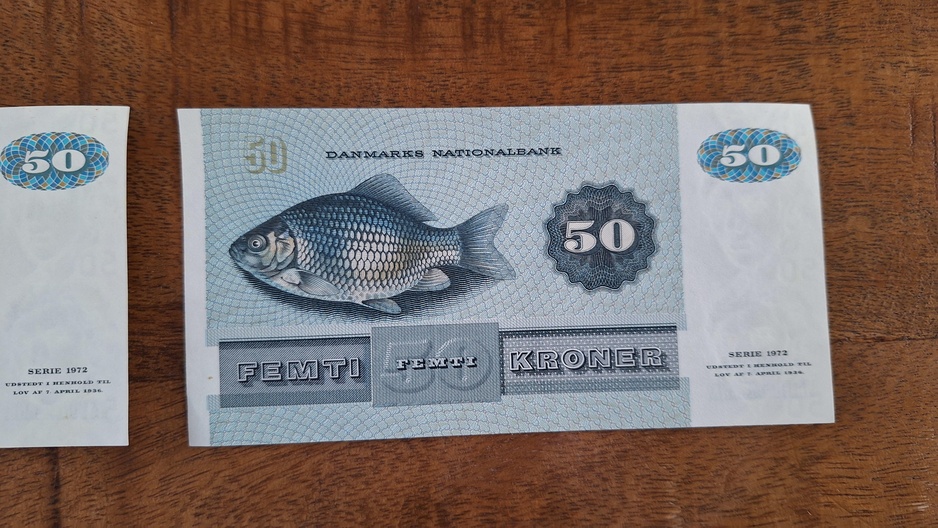 50
SERIE 1972
UDSTEDT I HENHOLD TIL
LOV AF 7. APRIL 1936.
50
DANMARKS NATIONALBANK
50
50
FEMTI
50
FEMTI
KRONER
SERIE 1972
UDSTEDT I HENHOLD TIL
LOV AF 7. APRIL 1936.